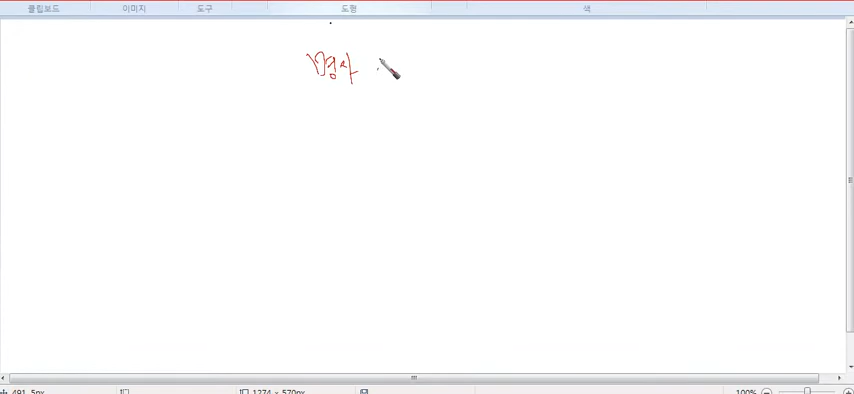 클립보드 이미지 도구 도형 색
명사
491, 5px 1274 × 570px 100%